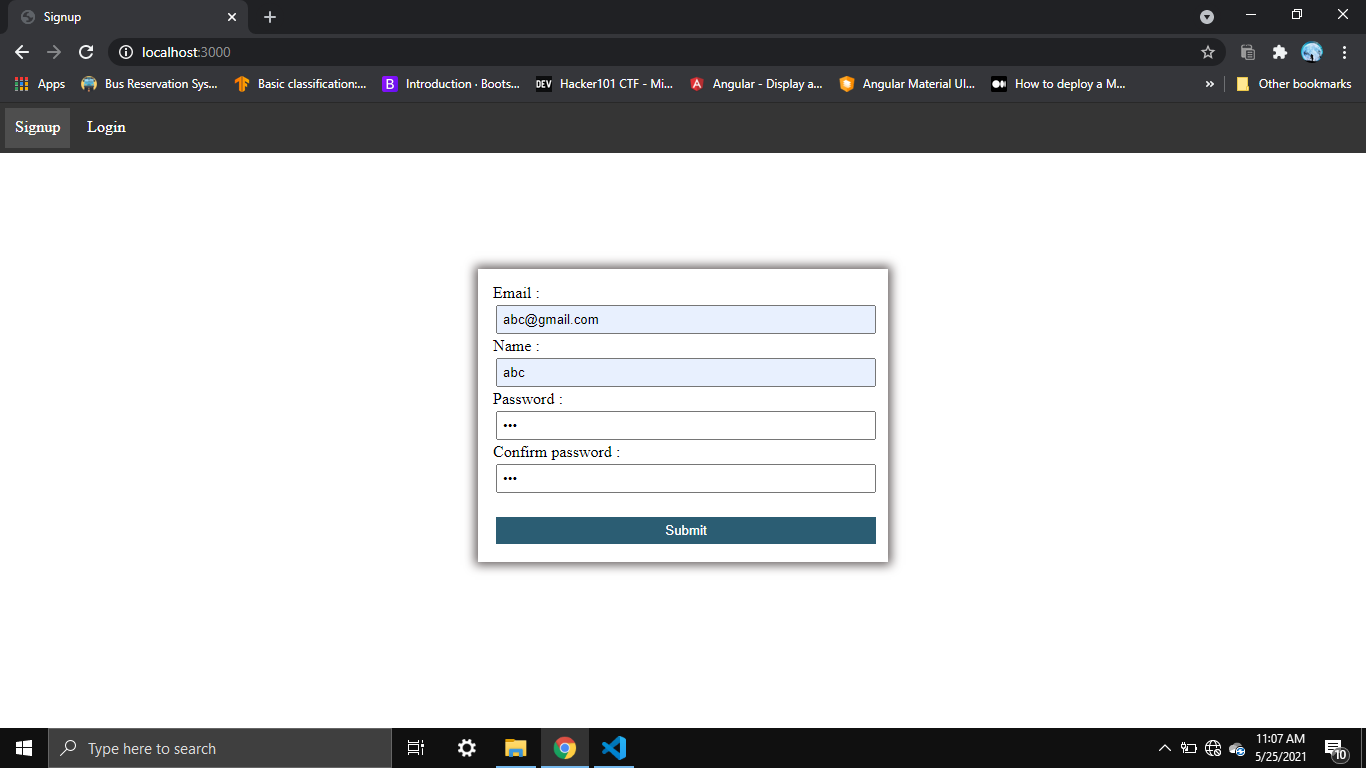 Signup
localhost:3000
Apps Bus Reservation Sys... Basic classification:... B Introduction · Boots... DEV Hacker101 CTF - Mi... Angular - Display a... Angular Material UI... How to deploy a M... » Other bookmarks
Signup Login
Email :
abc@gmail.com
Name :
abc
Password :
•••
Confirm password :
•••
Submit
Type here to search
11:07 AM
5/25/2021
10